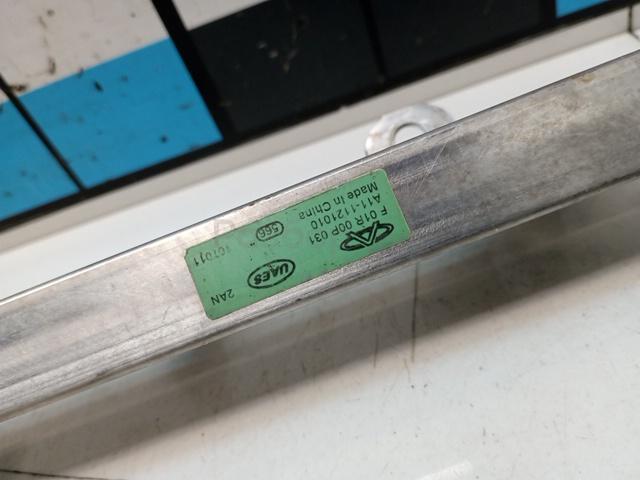 F 01R 00P 031
A11-1121010
Made in China
UAES
566
2AN